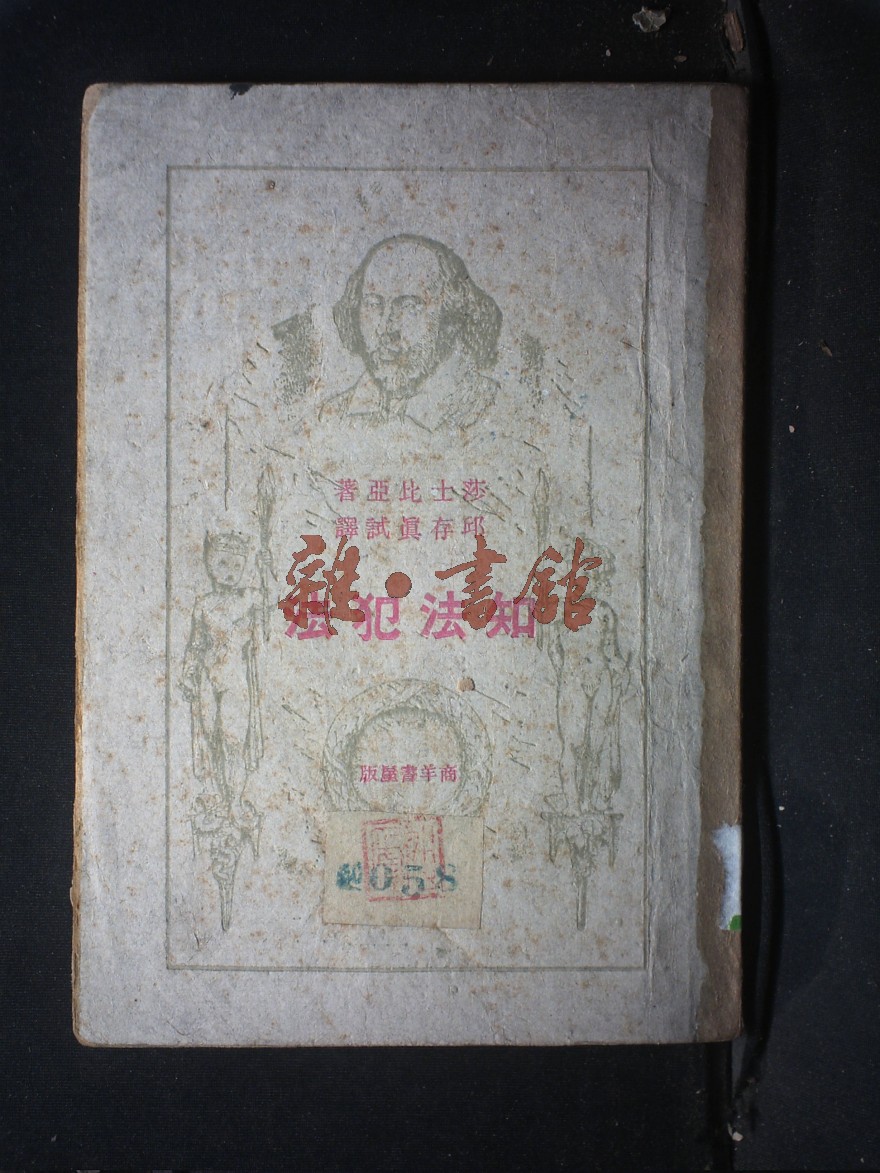 莎士比亞著
邱存眞試譯
雜·書館
知法犯法
商羊書屋版
058